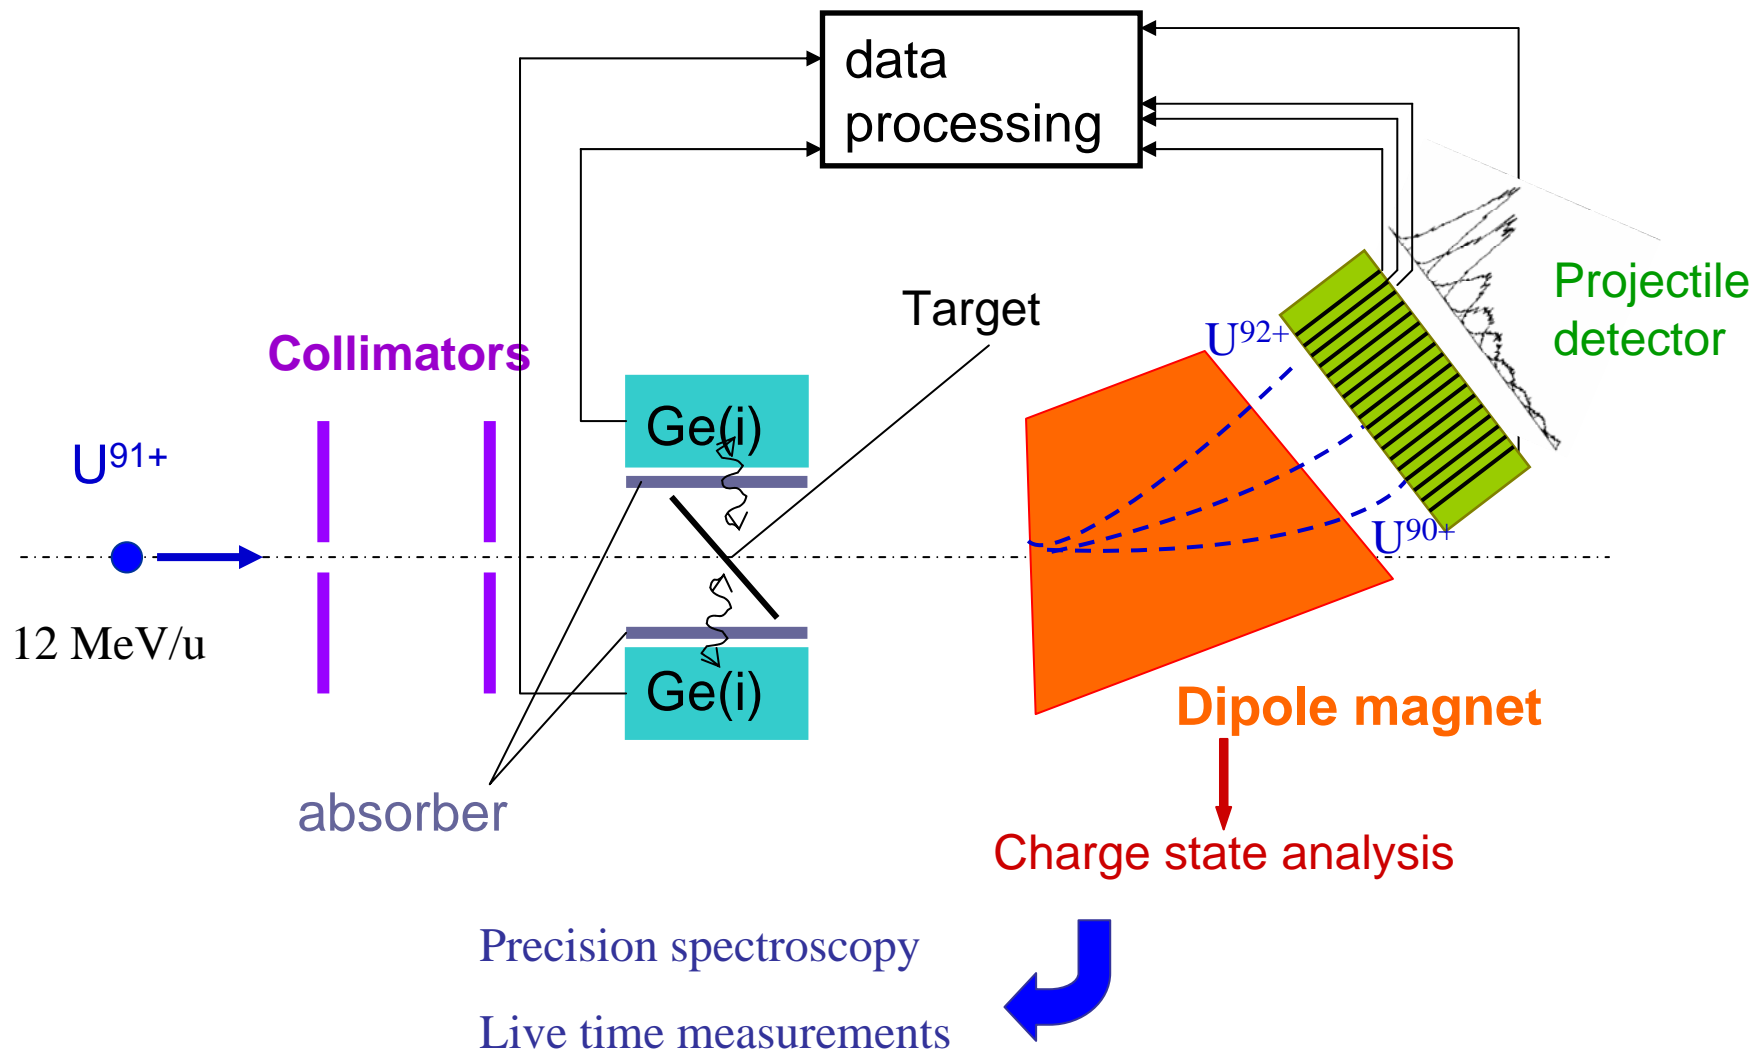 data
processing
Target
Projectile
detector
U92+
Collimators
Ge(i)
U91+
U90+
12 MeV/u
Ge(i)
Dipole magnet
absorber
Charge state analysis
Precision spectroscopy
Live time measurements